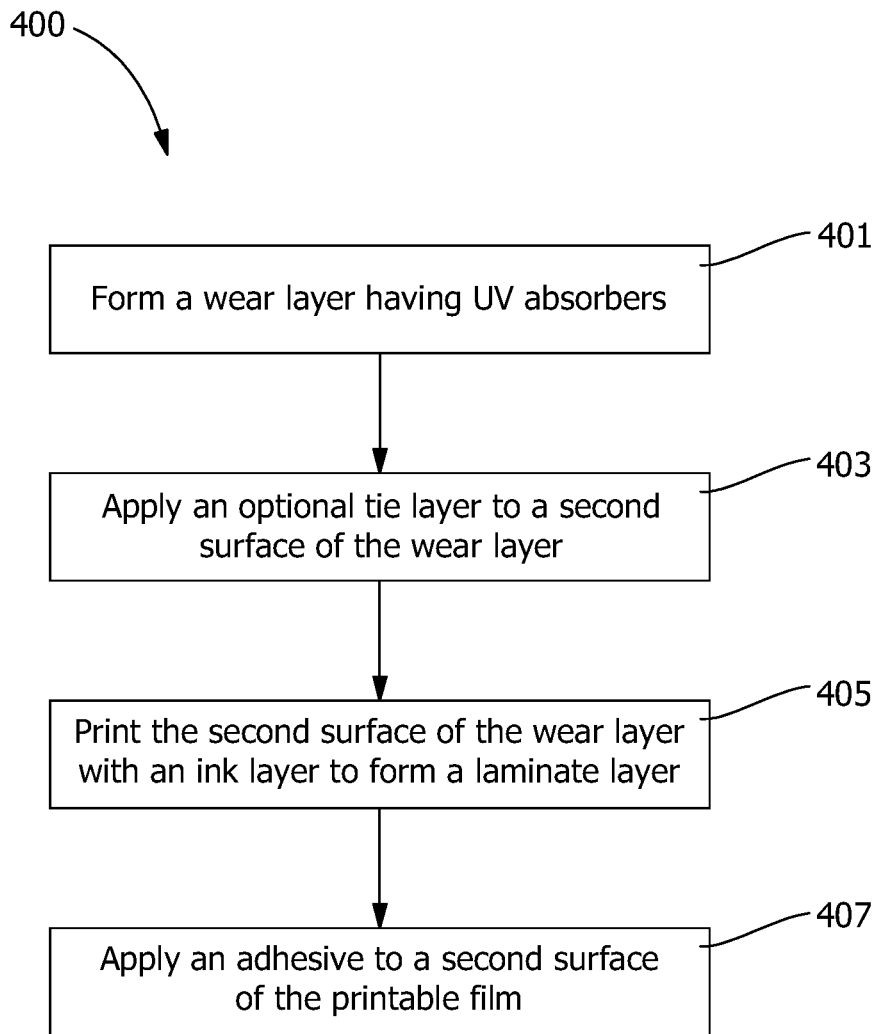 400
401
Form a wear layer having UV absorbers
403
Apply an optional tie layer to a second
surface of the wear layer
405
Print the second surface of the wear layer
with an ink layer to form a laminate layer
407
Apply an adhesive to a second surface
of the printable film